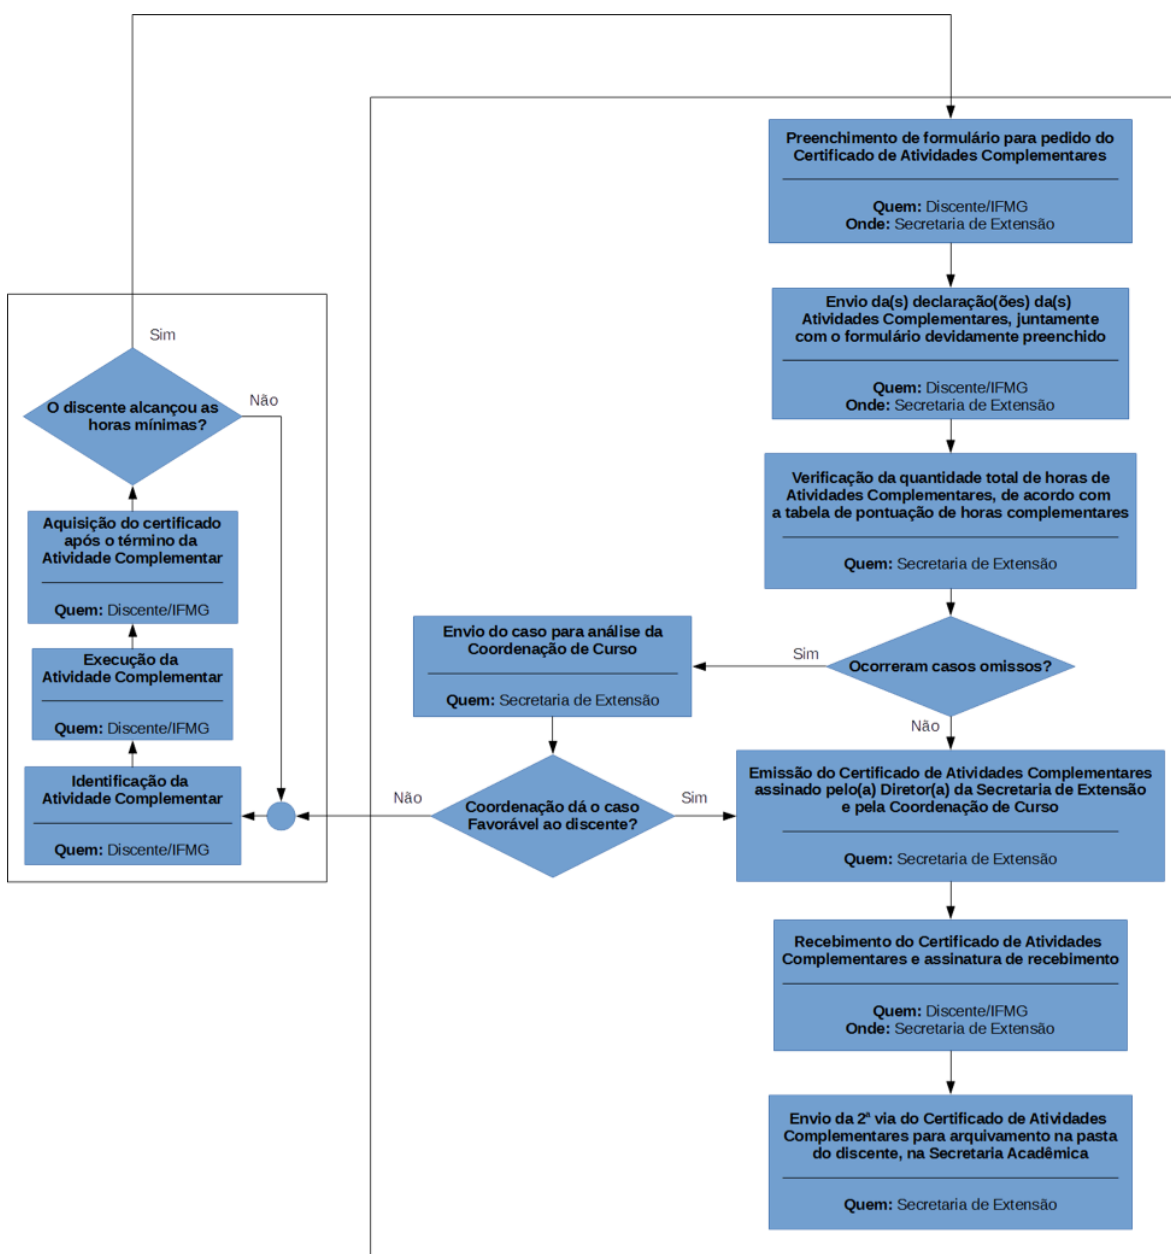 Preenchimento de formulário para pedido do
Certificado de Atividades Complementares
Quem: Discente/IFMG
Onde: Secretaria de Extensão
Envio da(s) declaração(ões) da(s)
Atividades Complementares, juntamente
com o formulário devidamente preenchido
Quem: Discente/IFMG
Onde: Secretaria de Extensão
Sim
O discente alcançou as
horas mínimas?
Não
Verificação da quantidade total de horas de
Atividades Complementares, de acordo com
a tabela de pontuação de horas complementares
Quem: Secretaria de Extensão
Aquisição do certificado
após o término da
Atividade Complementar
Quem: Discente/IFMG
Envio do caso para análise da
Coordenação de Curso
Quem: Secretaria de Extensão
Sim
Ocorreram casos omissos?
Não
Execução da
Atividade Complementar
Quem: Discente/IFMG
Identificação da
Atividade Complementar
Quem: Discente/IFMG
Não
Coordenação dá o caso
Favorável ao discente?
Sim
Emissão do Certificado de Atividades Complementares
assinado pelo(a) Diretor(a) da Secretaria de Extensão
e pela Coordenação de Curso
Quem: Secretaria de Extensão
Recebimento do Certificado de Atividades
Complementares e assinatura de recebimento
Quem: Discente/IFMG
Onde: Secretaria de Extensão
Envio da 2ª via do Certificado de Atividades
Complementares para arquivamento na pasta
do discente, na Secretaria Acadêmica
Quem: Secretaria de Extensão